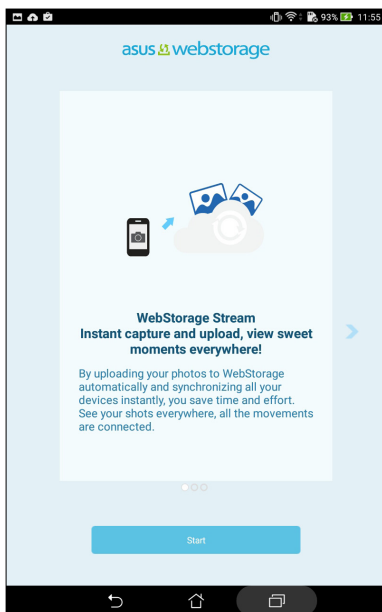 93% 11:55
asus webstorage
WebStorage Stream
Instant capture and upload, view sweet
moments everywhere!
By uploading your photos to WebStorage
automatically and synchronizing all your
devices instantly, you save time and effort.
See your shots everywhere, all the movements
are connected.
Start